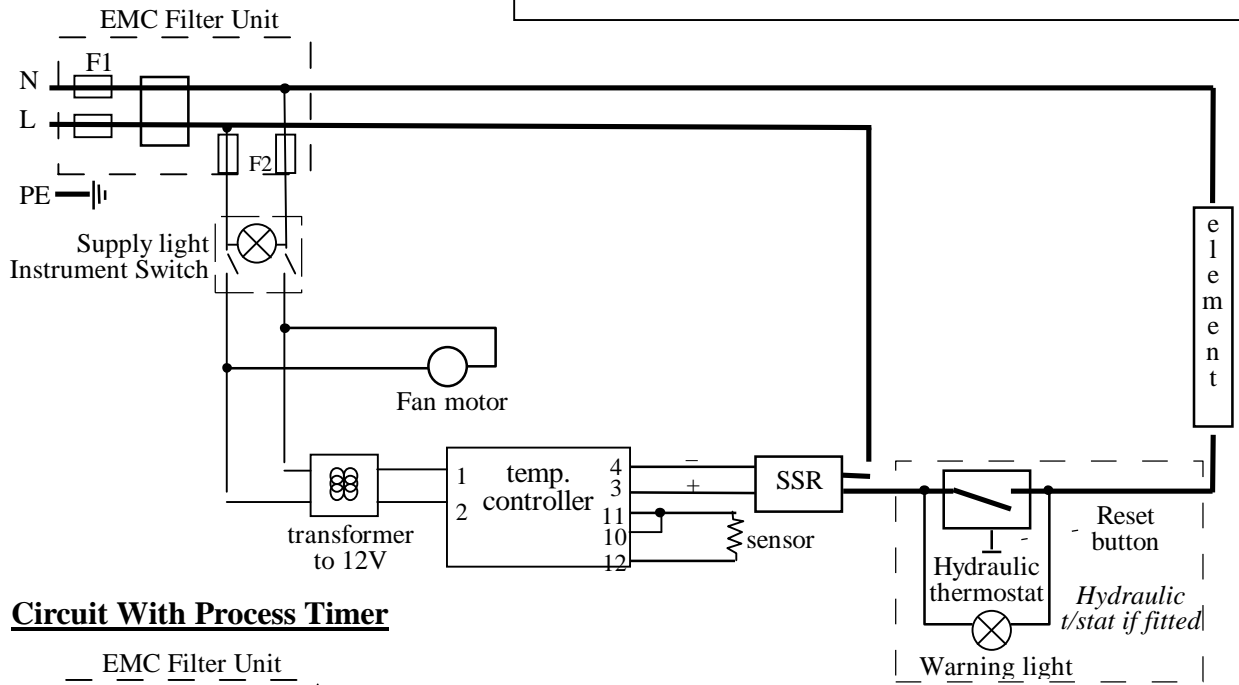 EMC Filter Unit
F1
N
L
F2
PE
Supply light
Instrument Switch
Fan motor
element
1
2
temp.
controller
4
3
11
10
12
–
+
SSR
transformer
to 12V
sensor
Reset
button
Hydraulic
thermostat
Hydraulic
t/stat if fitted
Warning light
Circuit With Process Timer
EMC Filter Unit